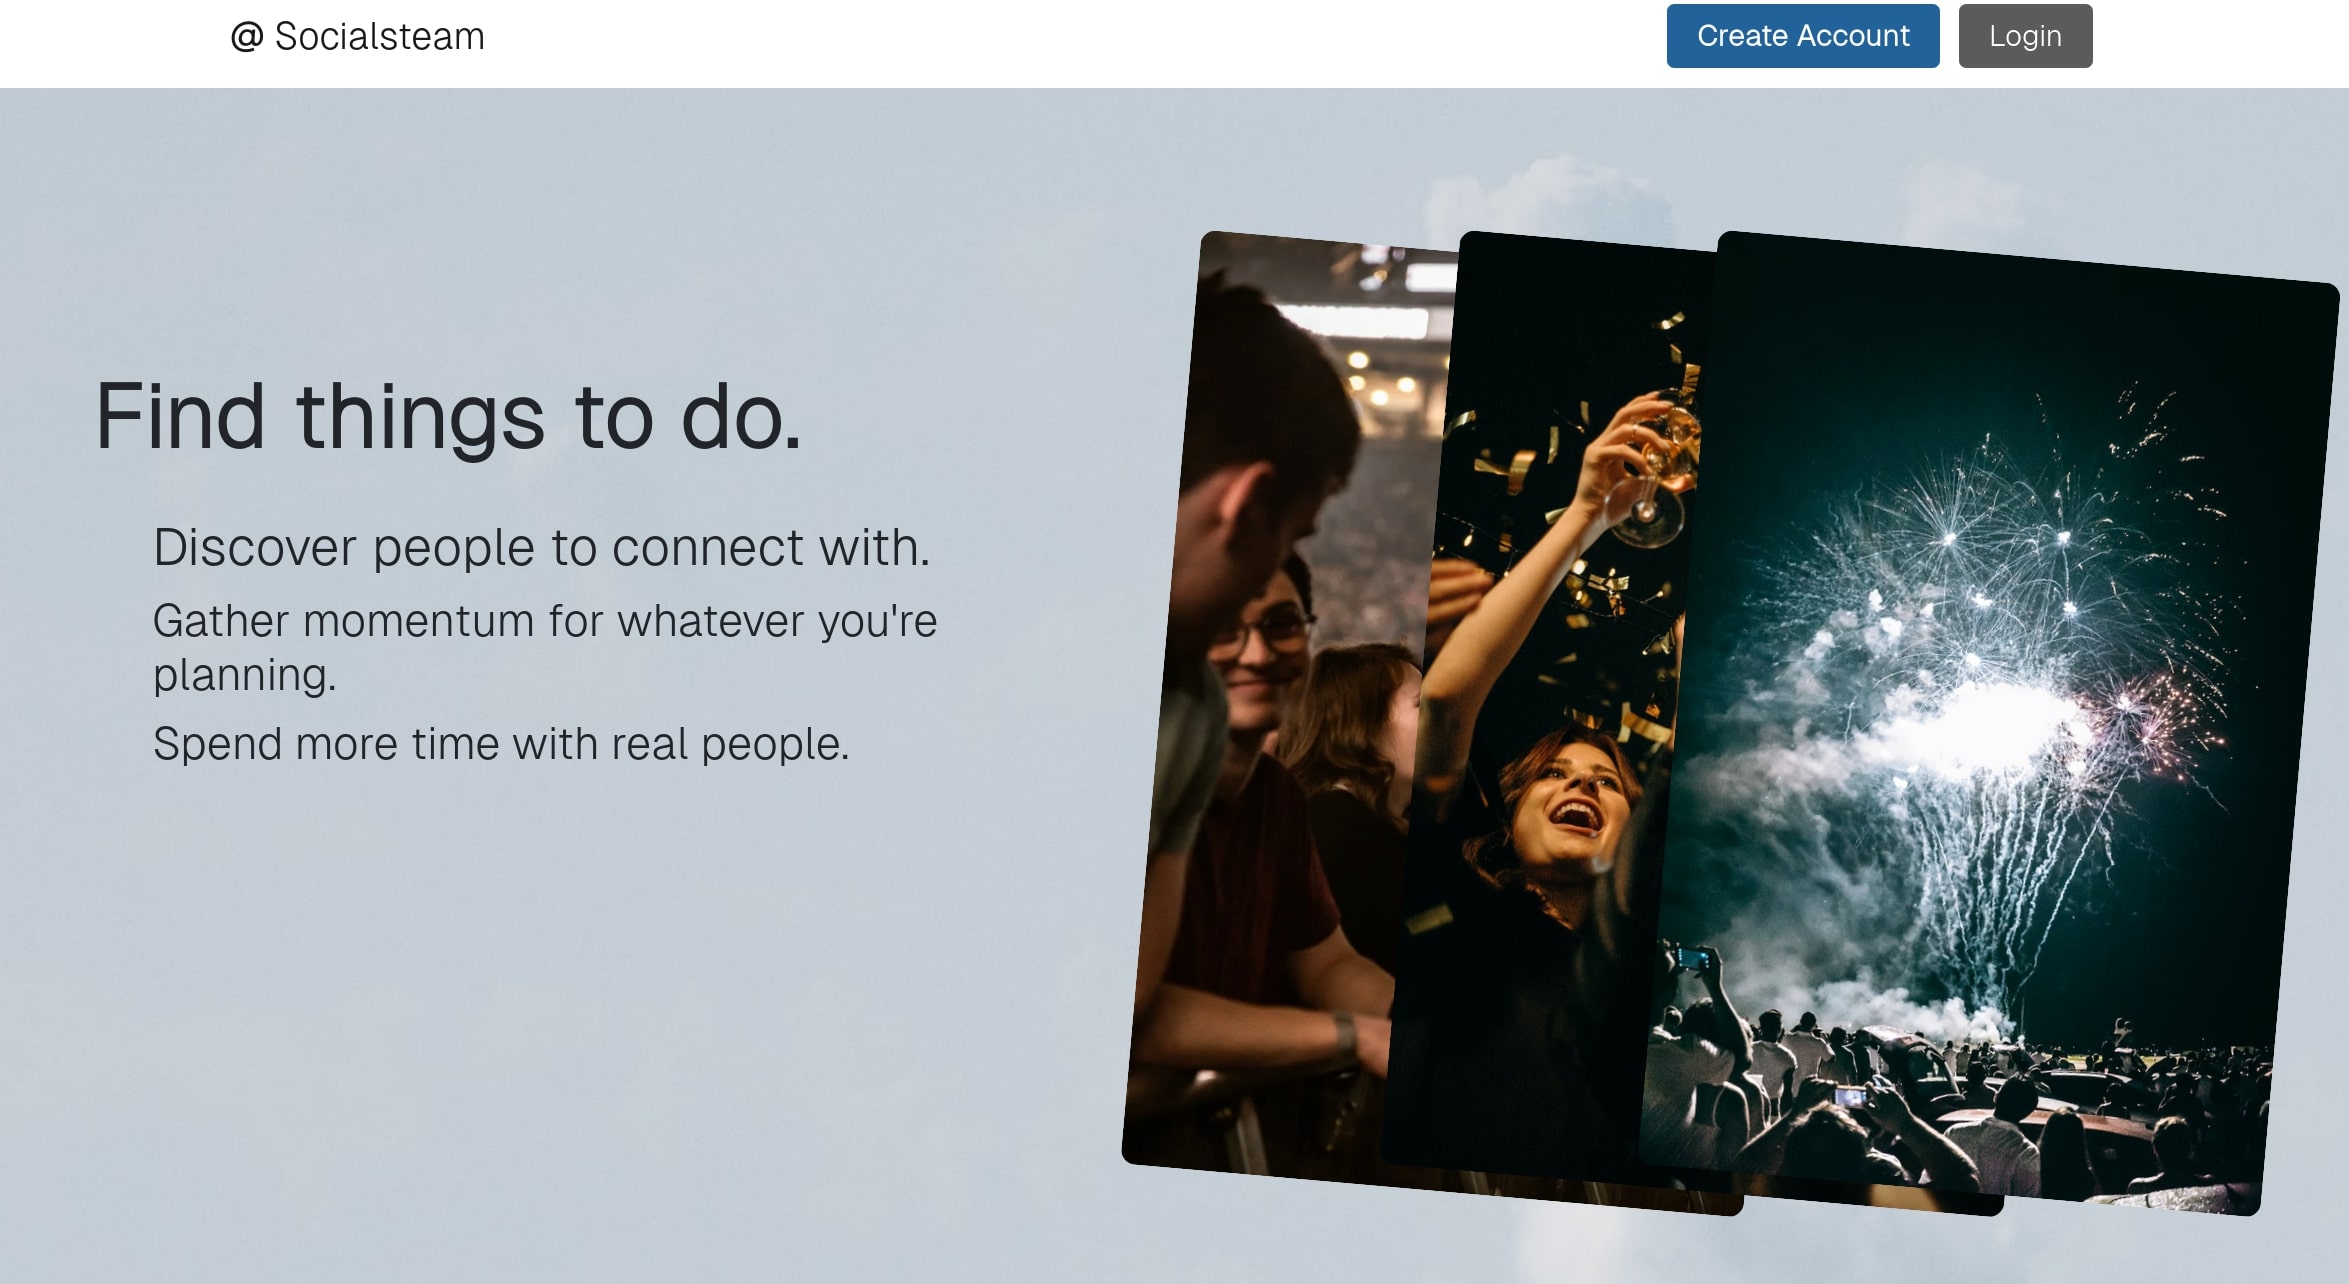 @ Socialsteam
Create Account
Login
Find things to do.
Discover people to connect with.
Gather momentum for whatever you're
planning.
Spend more time with real people.